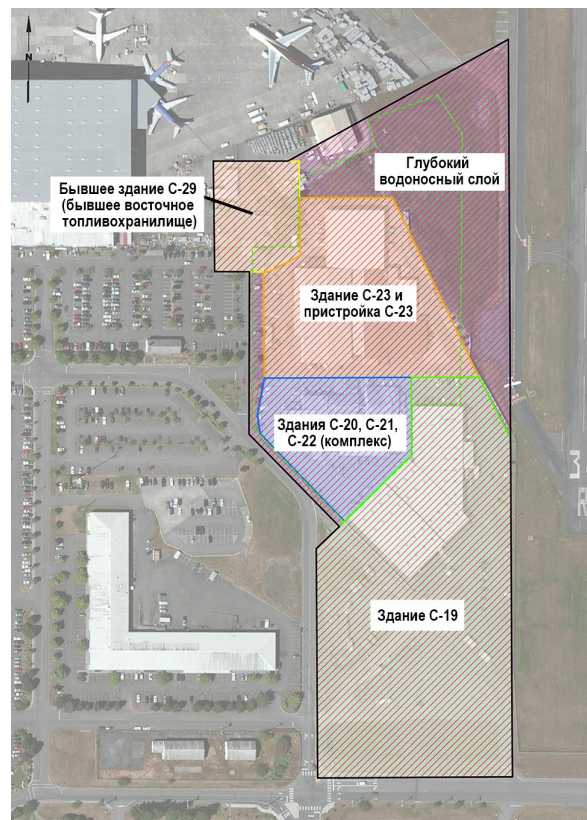 N
Глубокий
водоносный слой
Бывшее здание С-29
(бывшее восточное
топливохранилище)
Здание С-23 и
пристройка С-23
Здания С-20, С-21,
С-22 (комплекс)
Здание С-19